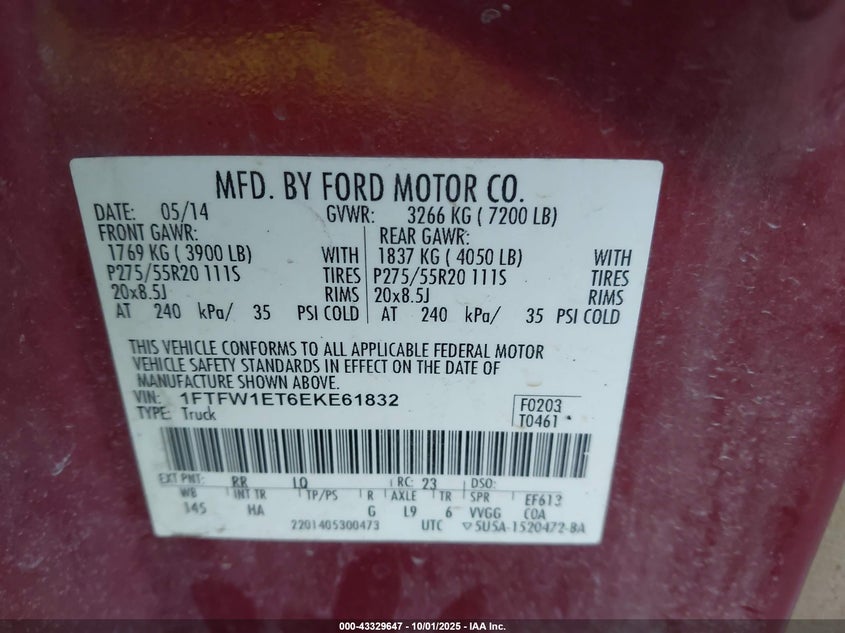 MFD. BY FORD MOTOR CO.
DATE: 05/14 GVWR: 3266 KG ( 7200 LB)
FRONT GAWR: REAR GAWR:
1769 KG ( 3900 LB) WITH 1837 KG ( 4050 LB) WITH
P275/55R20 111S TIRES P275/55R20 111S TIRES
20x8.5J RIMS 20x8.5J RIMS
AT 240 kPa/ 35 PSI COLD AT 240 kPa/ 35 PSI COLD
THIS VEHICLE CONFORMS TO ALL APPLICABLE FEDERAL MOTOR
VEHICLE SAFETY STANDARDS IN EFFECT ON THE DATE OF
MANUFACTURE SHOWN ABOVE.
VIN: 1FTFW1ET6EKE61832 F0203
TYPE: Truck T0461
EXT PNT: RR LQ RC: 23 DSO:
WB INT TR TP/PS R AXLE TR SPR EF613
145 HA G L9 6 VVGG COA
2201405300473 UTC ▽5U5A-1520472-BA
000-43329647 - 10/01/2025 - IAA Inc.